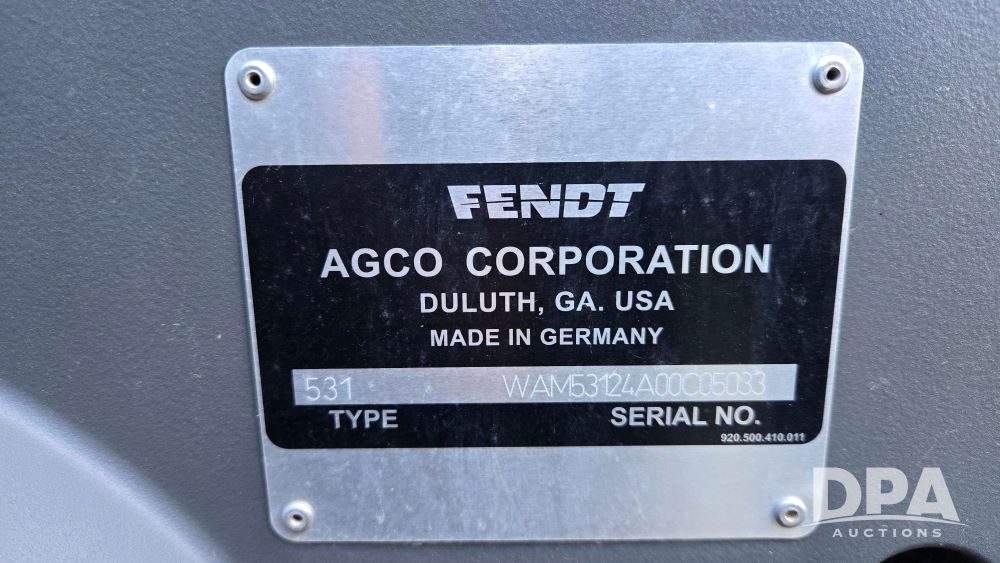 FENDT
AGCO CORPORATION
DULUTH, GA. USA
MADE IN GERMANY
531 WAM53124A00C05033
TYPE SERIAL NO.
920.500.410.011
DPA
AUCTIONS